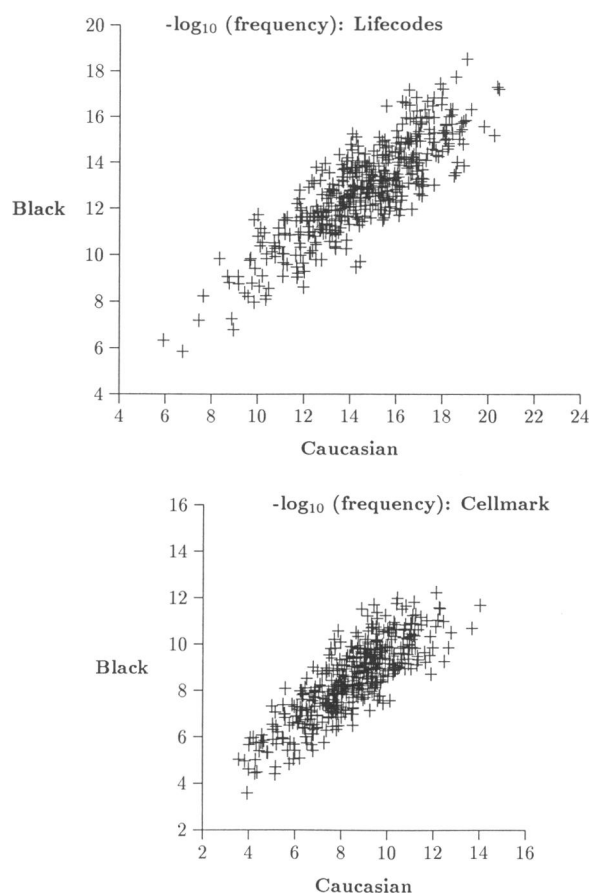 -log₁₀ (frequency): Lifecodes
20
18
16
14
12
10
8
6
4
Black
4 6 8 10 12 14 16 18 20 22 24
Caucasian
-log₁₀ (frequency): Cellmark
16
14
12
10
8
6
4
2
Black
2 4 6 8 10 12 14 16
Caucasian